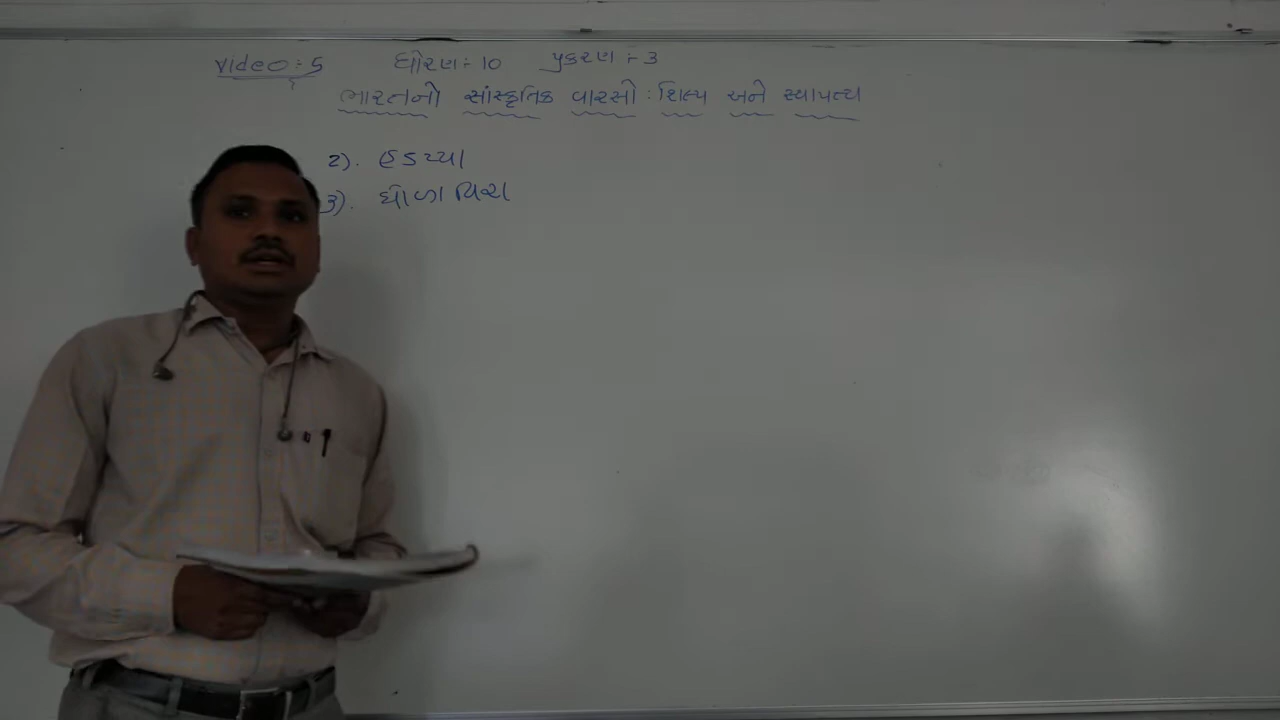 Video : 5 ધોરણ :- 10 પ્રકરણ :- 3
ભારતનો સાંસ્કૃતિક વારસો : શિલ્પ અને સ્થાપત્ય
2). હડપ્પા
3). ધોળાવિરા